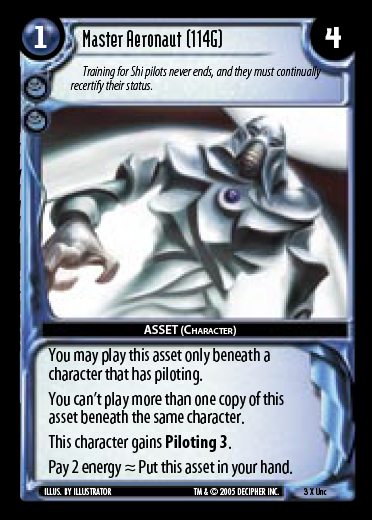 1
Master Aeronaut (114G)
4
Training for Shi pilots never ends, and they must continually
recertify their status.
ASSET (CHARACTER)
You may play this asset only beneath a
character that has piloting.
You can't play more than one copy of this
asset beneath the same character.
This character gains Piloting 3.
Pay 2 energy ≈ Put this asset in your hand.
ILLUS. BY ILLUSTRATOR
TM & © 2005 DECIPHER INC.
3 X Unc